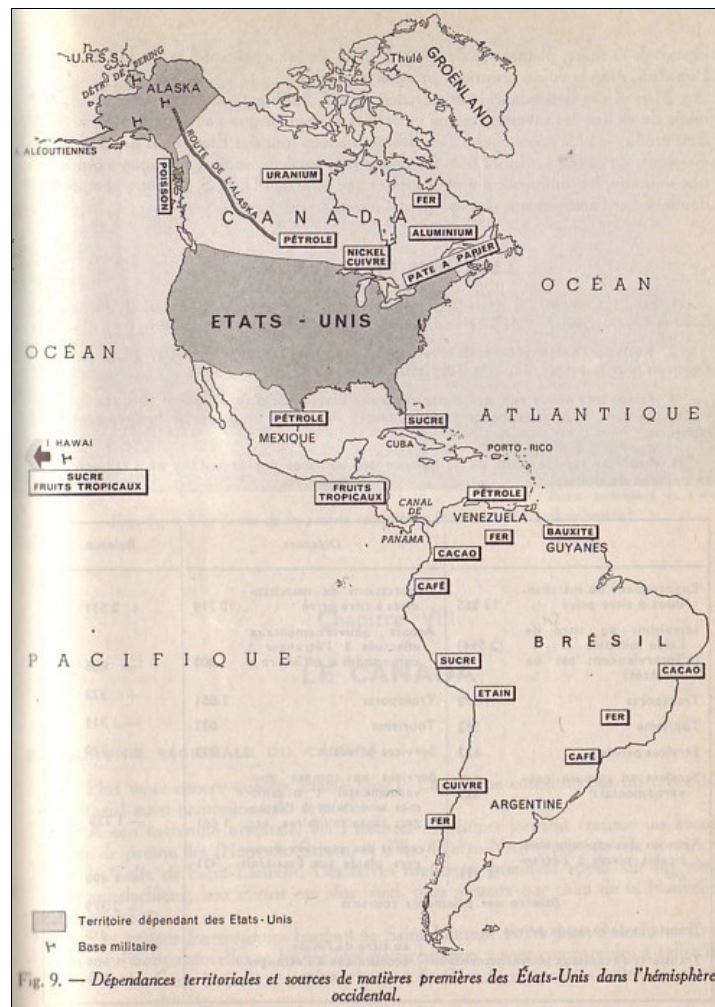 U.R.S.S.
DÉTROIT DE BERING
ALASKA
Thulé
GROËNLAND
ALÉOUTIENNES
POISSON
ROUTE DE L'ALASKA
URANIUM
FER
CANADA
ALUMINIUM
PÉTROLE
NICKEL
CUIVRE
PATE A PAPIER
ETATS - UNIS
OCÉAN
OCÉAN
ATLANTIQUE
PÉTROLE
MEXIQUE
SUCRE
CUBA
PORTO-RICO
I HAWAI
SUCRE
FRUITS TROPICAUX
FRUITS
TROPICAUX
CANAL
DE
PANAMA
PÉTROLE
VENEZUELA
FER
BAUXITE
GUYANES
CACAO
CAFÉ
BRÉSIL
PACIFIQUE
SUCRE
CACAO
ETAIN
FER
CAFÉ
CUIVRE
ARGENTINE
FER
Territoire dépendant des Etats-Unis
Base militaire
Fig. 9. — Dépendances territoriales et sources de matières premières des États-Unis dans l'hémisphère
occidental.